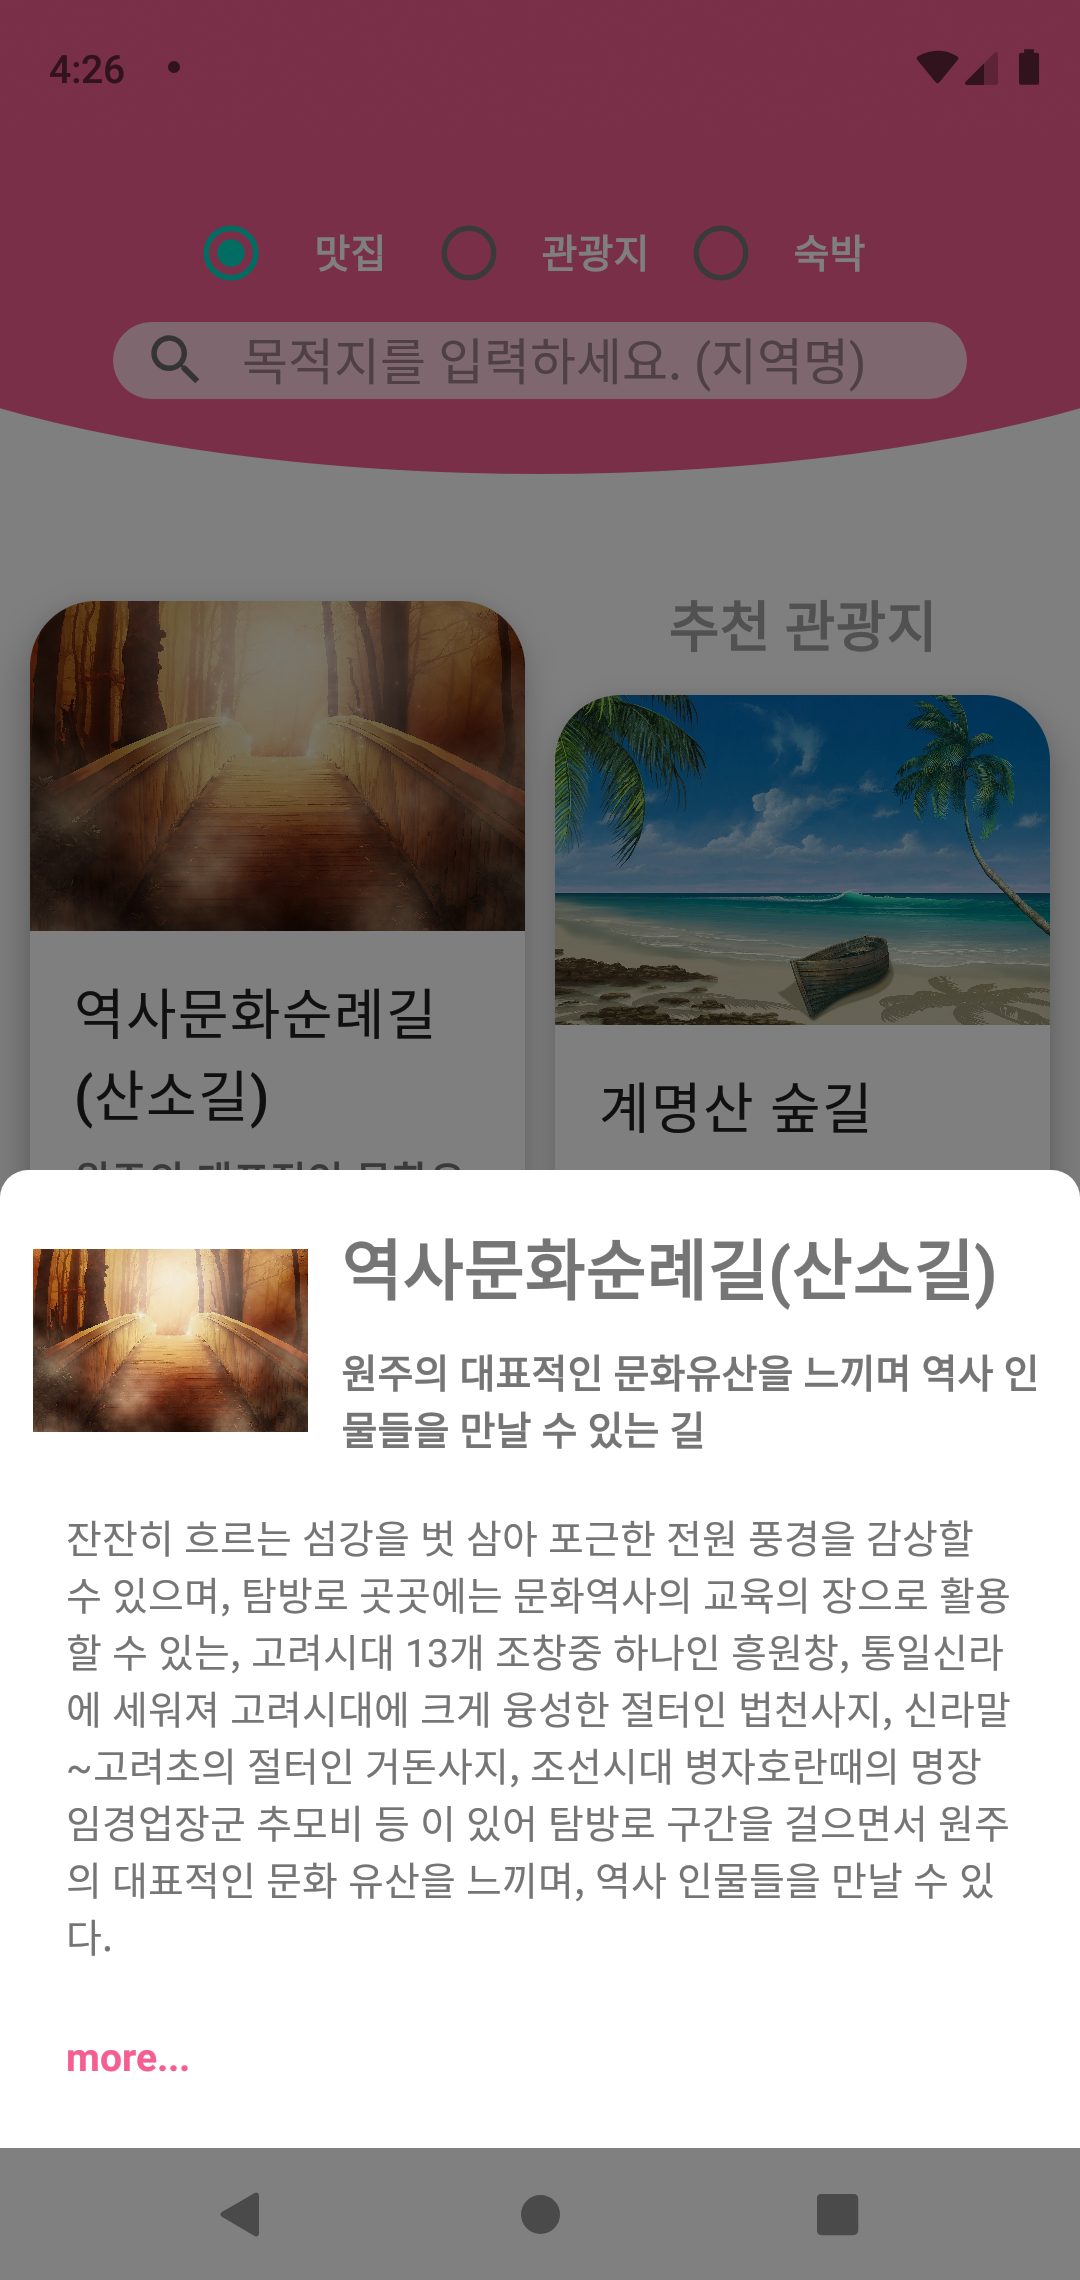 4:26
맛집 관광지 숙박
목적지를 입력하세요. (지역명)
추천 관광지
역사문화순례길
(산소길)
계명산 숲길
역사문화순례길(산소길)
원주의 대표적인 문화유산을 느끼며 역사 인
물들을 만날 수 있는 길
잔잔히 흐르는 섬강을 벗 삼아 포근한 전원 풍경을 감상할
수 있으며, 탐방로 곳곳에는 문화역사의 교육의 장으로 활용
할 수 있는, 고려시대 13개 조창중 하나인 흥원창, 통일신라
에 세워져 고려시대에 크게 융성한 절터인 법천사지, 신라말
~고려초의 절터인 거돈사지, 조선시대 병자호란때의 명장
임경업장군 추모비 등 이 있어 탐방로 구간을 걸으면서 원주
의 대표적인 문화 유산을 느끼며, 역사 인물들을 만날 수 있
다.
more...